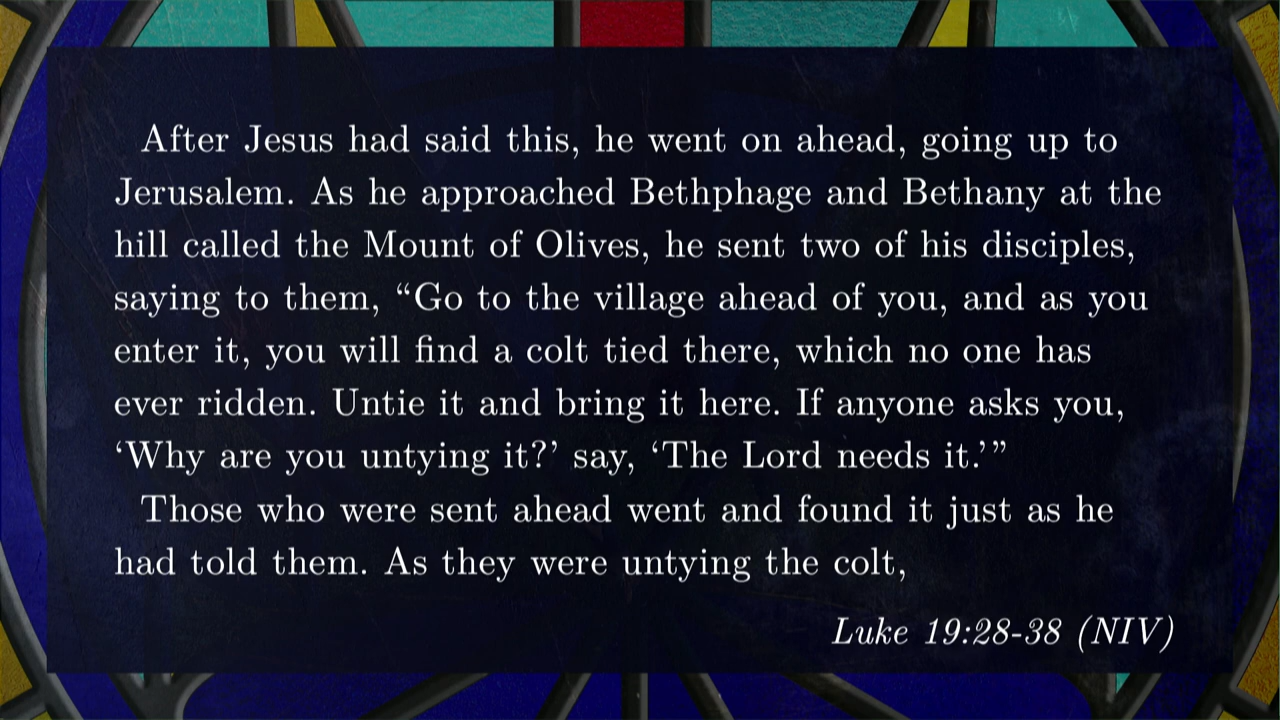 After Jesus had said this, he went on ahead, going up to
Jerusalem. As he approached Bethphage and Bethany at the
hill called the Mount of Olives, he sent two of his disciples,
saying to them, “Go to the village ahead of you, and as you
enter it, you will find a colt tied there, which no one has
ever ridden. Untie it and bring it here. If anyone asks you,
‘Why are you untying it?’ say, ‘The Lord needs it.’”
Those who were sent ahead went and found it just as he
had told them. As they were untying the colt,
Luke 19:28-38 (NIV)